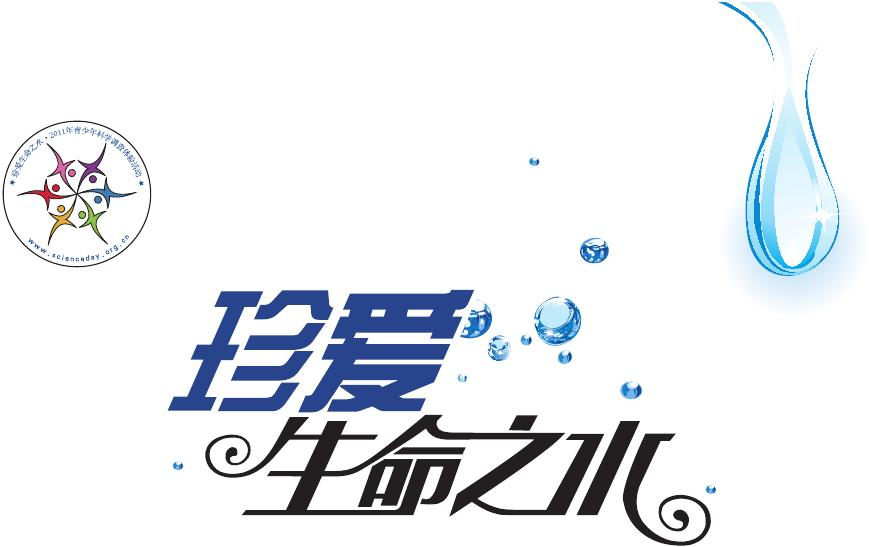 珍爱生命之水·2011年青少年科学调查体验活动
www.scienceday.org.cn
珍爱
生命之水